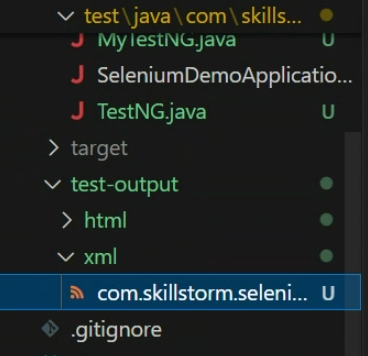 test\java\com\skills...
MyTestNG.java U
SeleniumDemoApplicatio...
TestNG.java U
target
test-output
html
xml
com.skillstorm.seleni... U
.gitignore